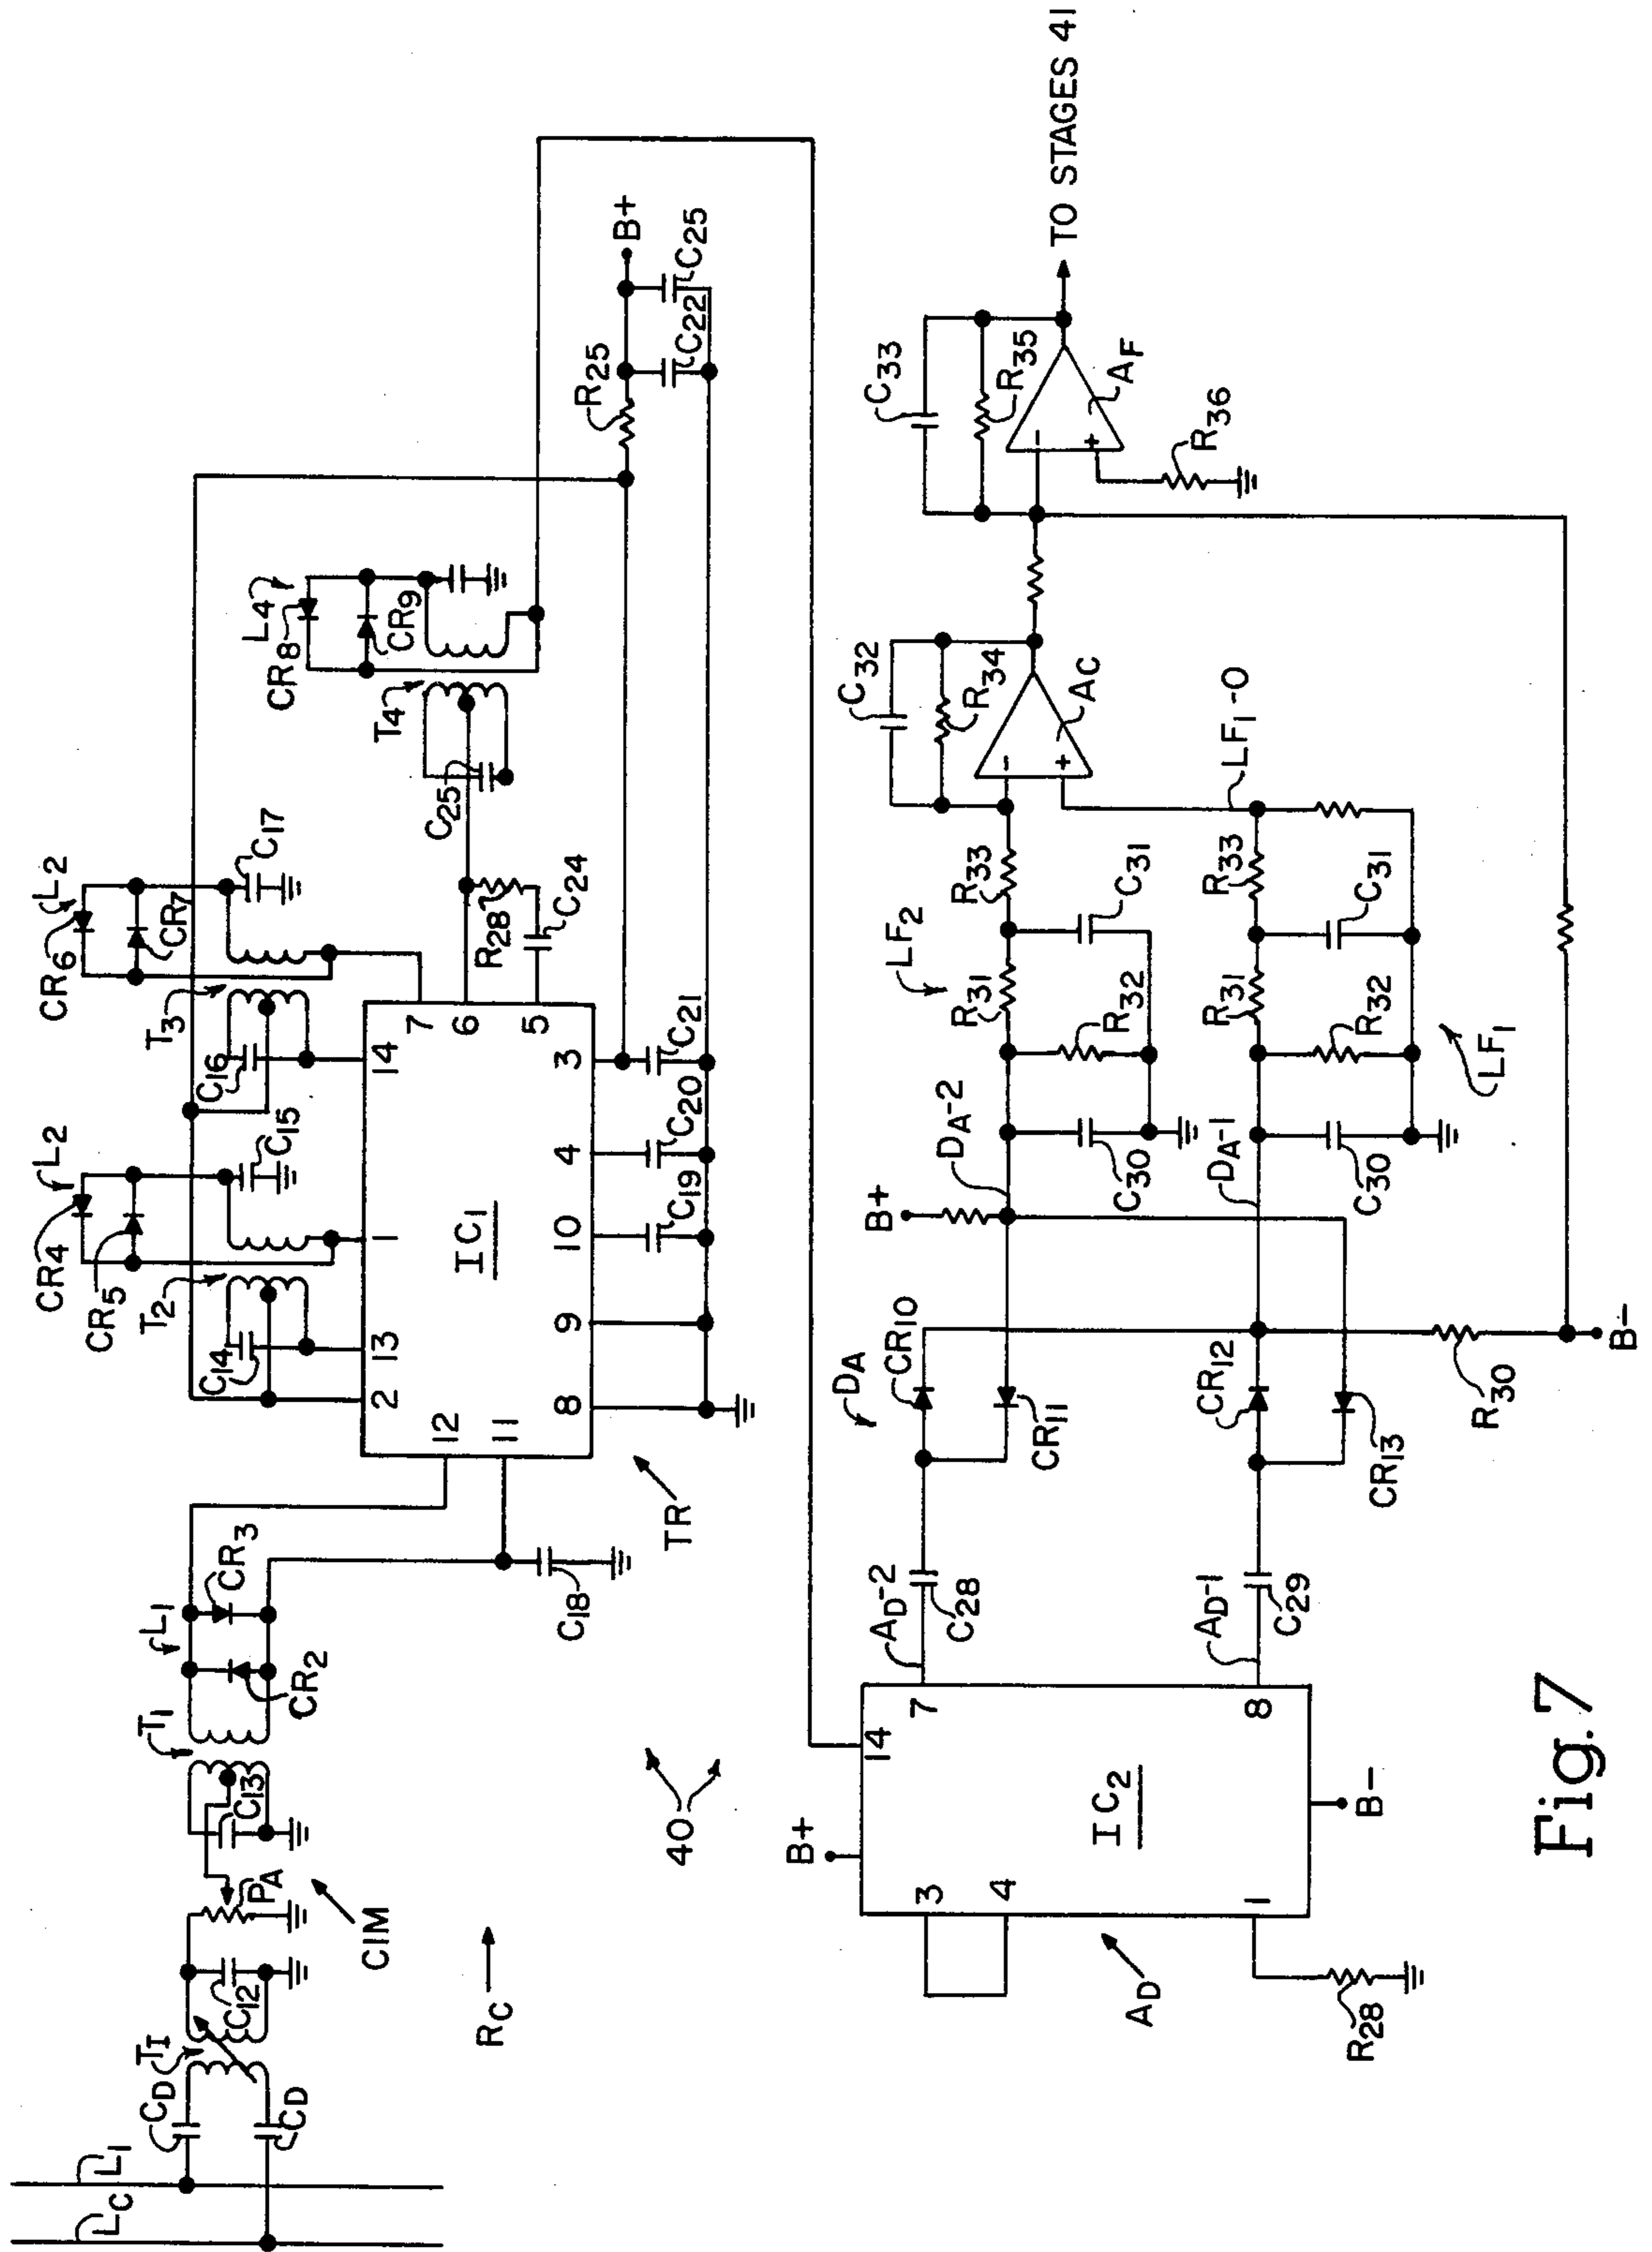 LC
L1
CD
CD
TI
C12
PA
CIM
RC
C13
T1
L1
CR2
CR3
C18
TR
12
11
2
13
1
14
7
6
5
3
4
10
9
8
IC1
C14
T2
CR4
CR5
L2
C15
C16
T3
CR6
CR7
L2
C17
C19
C20
C21
R28
C24
C25
T4
CR8
L4
CR9
R25
C22
C25
B+
40
B+
3
4
1
14
7
8
IC2
B-
AD
R28
AD-2
C28
AD-1
C29
DA
CR10
CR11
CR12
CR13
R30
B-
B+
DA-2
DA-1
C30
R32
R31
LF2
C31
R33
C30
R32
R31
C31
R33
LF1
LF1-0
C32
R34
-
+
AC
C33
R35
-
+
AF
R36
TO STAGES 41
Fig.7